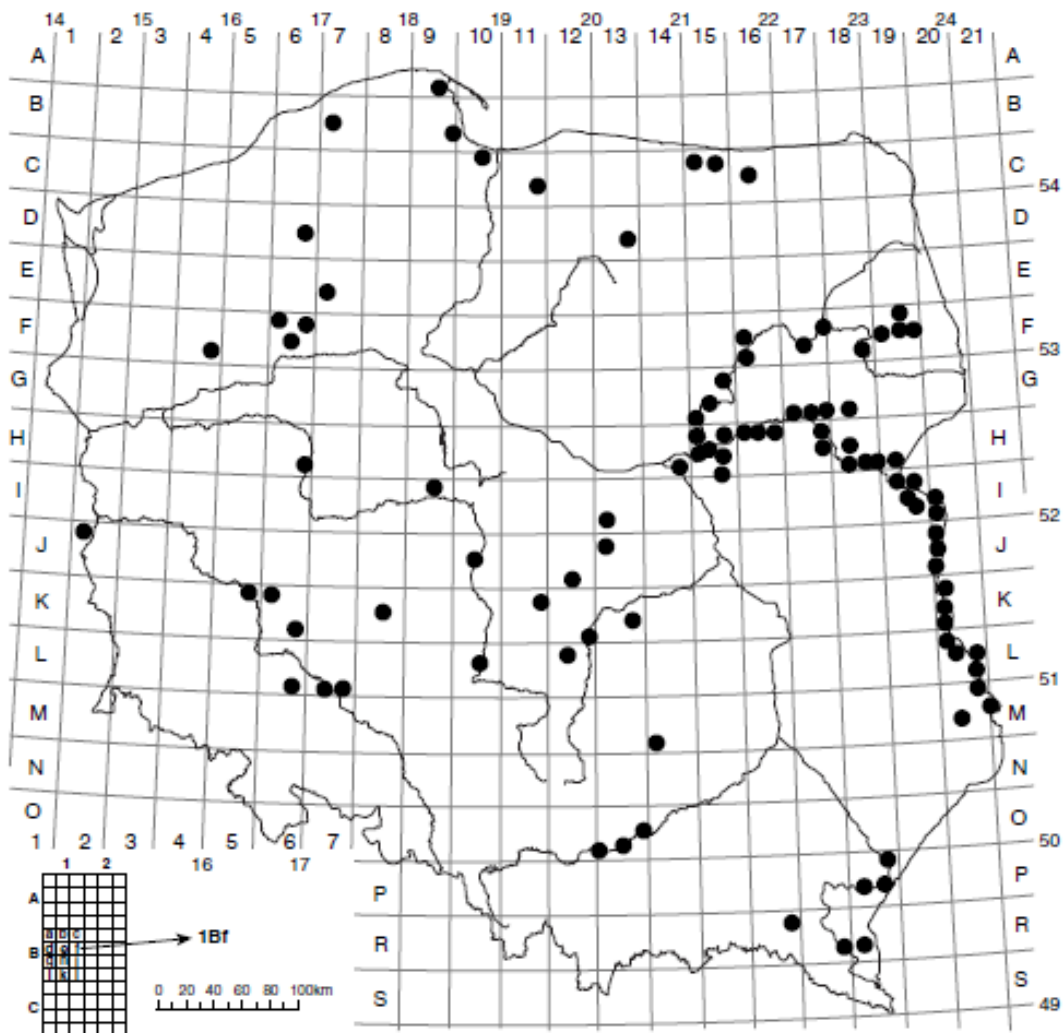 14 16 17 18 20 21 22 23 24
1 2 3 4 5 6 7 8 9 10 11 12 13 14 15 16 17 18 19 20 21
A A
B B
C C
54
D D
E E
F F
53
G G
H H
I I
52
J J
K K
L L
51
M M
N N
O O
50
1 2 3 4 5 6 7
16 17
P P
R R
S S
49
1 2
A
a b c
B
1Bf
C
0 20 40 60 80 100km